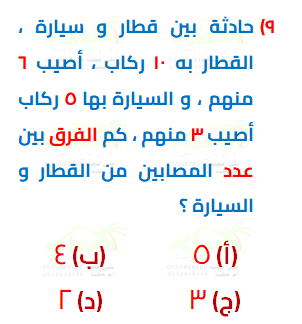 ٩) حادثة بين قطار و سيارة ،
القطار به ١٠ ركاب ، أصيب ٦
منهم ، و السيارة بها ٥ ركاب
أصيب ٣ منهم ، كم الفرق بين
عدد المصابين من القطار و
السيارة ؟
(أ) ٥ (ب) ٤
(ج) ٣ (د) ٢